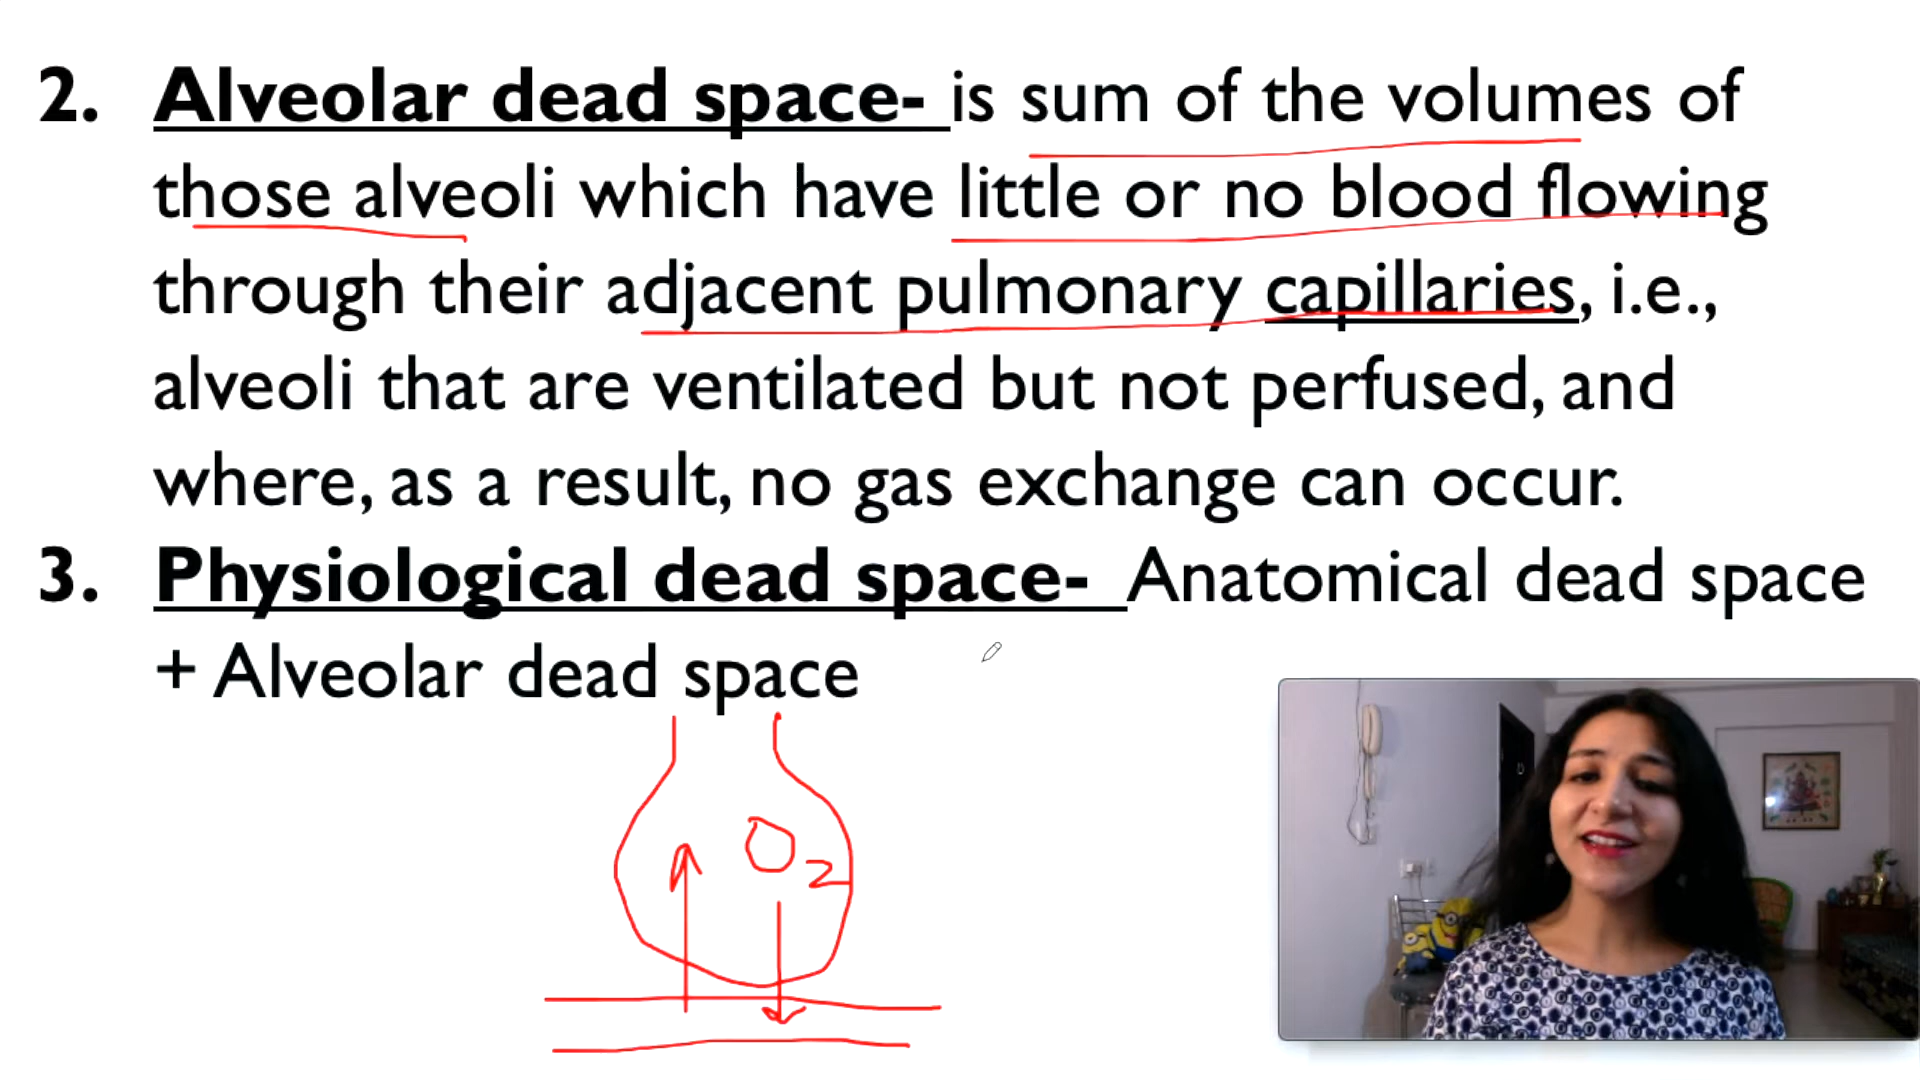 2. Alveolar dead space- is sum of the volumes of
those alveoli which have little or no blood flowing
through their adjacent pulmonary capillaries, i.e.,
alveoli that are ventilated but not perfused, and
where, as a result, no gas exchange can occur.
3. Physiological dead space- Anatomical dead space
+ Alveolar dead space
O2